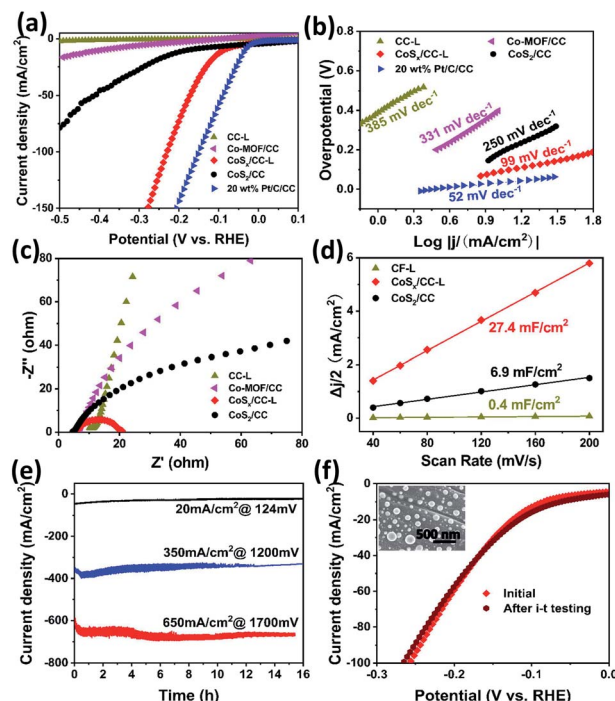 (a)
Current density (mA/cm²)
0
-50
-100
-150
CC-L
Co-MOF/CC
CoSₓ/CC-L
CoS₂/CC
20 wt% Pt/C/CC
-0.5 -0.4 -0.3 -0.2 -0.1 0.0 0.1
Potential (V vs. RHE)
(b)
CC-L
Co-MOF/CC
CoSₓ/CC-L
CoS₂/CC
20 wt% Pt/C/CC
Overpotential (V)
1.2
0.8
0.4
0.0
385 mV dec⁻¹
331 mV dec⁻¹
250 mV dec⁻¹
99 mV dec⁻¹
52 mV dec⁻¹
0.0 0.3 0.6 0.9 1.2 1.5 1.8
Log |j/(mA/cm²)|
(c)
-Z'' (ohm)
80
60
40
20
0
CC-L
Co-MOF/CC
CoSₓ/CC-L
CoS₂/CC
0 20 40 60 80
Z' (ohm)
(d)
CF-L
CoSₓ/CC-L
CoS₂/CC
Δj/2 (mA/cm²)
6
4
2
0
27.4 mF/cm²
6.9 mF/cm²
0.4 mF/cm²
40 80 120 160 200
Scan Rate (mV/s)
(e)
Current density (mA/cm²)
0
-200
-400
-600
-800
20mA/cm²@ 124mV
350mA/cm²@ 1200mV
650mA/cm²@ 1700mV
0 2 4 6 8 10 12 14 16
Time (h)
(f)
Current density (mA/cm²)
0
-20
-40
-60
-80
-100
500 nm
Initial
After i-t testing
-0.3 -0.2 -0.1 0.0
Potential (V vs. RHE)